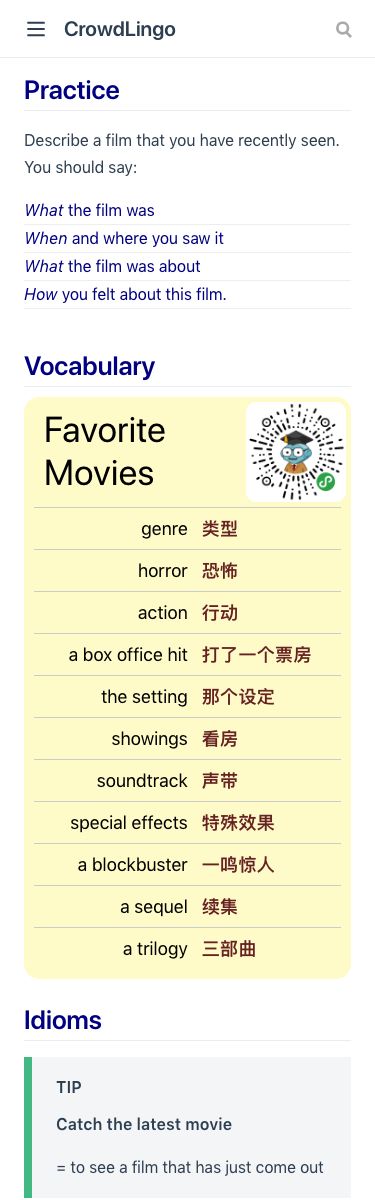 CrowdLingo
Practice
Describe a film that you have recently seen.
You should say:
What the film was
When and where you saw it
What the film was about
How you felt about this film.
Vocabulary
Favorite
Movies
genre 类型
horror 恐怖
action 行动
a box office hit 打了一个票房
the setting 那个设定
showings 看房
soundtrack 声带
special effects 特殊效果
a blockbuster 一鸣惊人
a sequel 续集
a trilogy 三部曲
Idioms
TIP
Catch the latest movie
= to see a film that has just come out